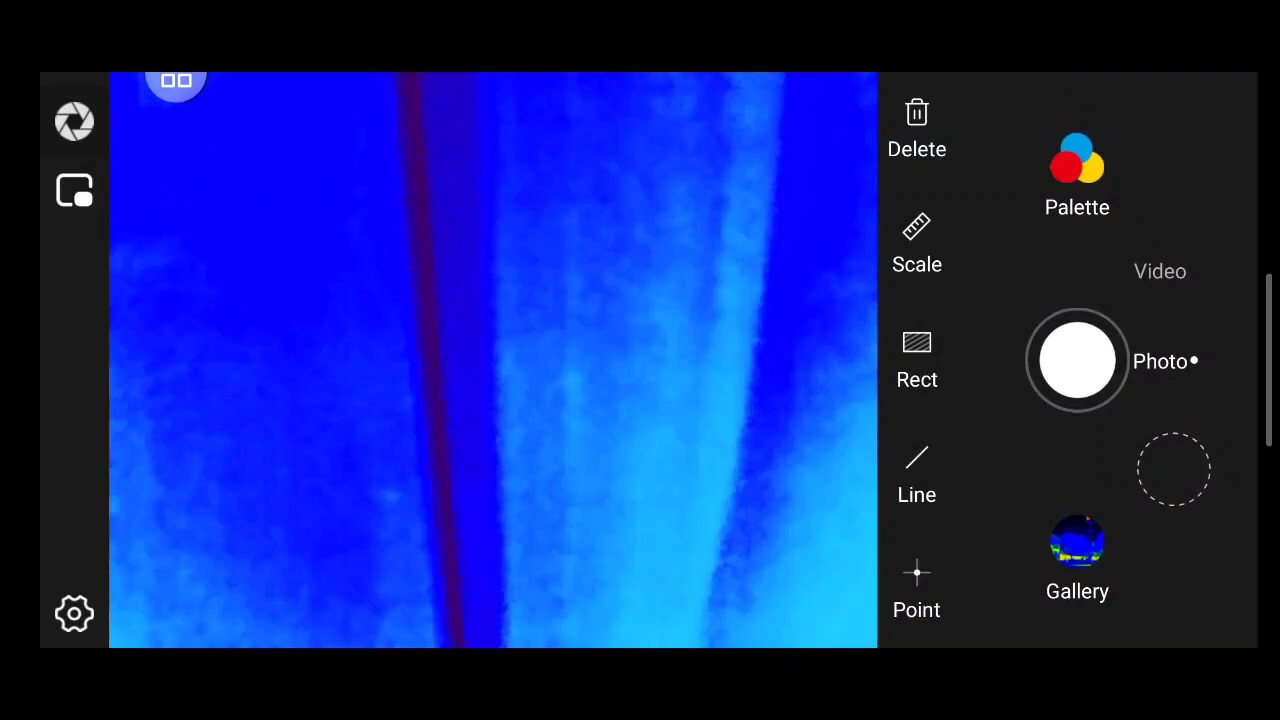 Delete
Scale
Rect
Line
Point
Palette
Video
Photo
Gallery